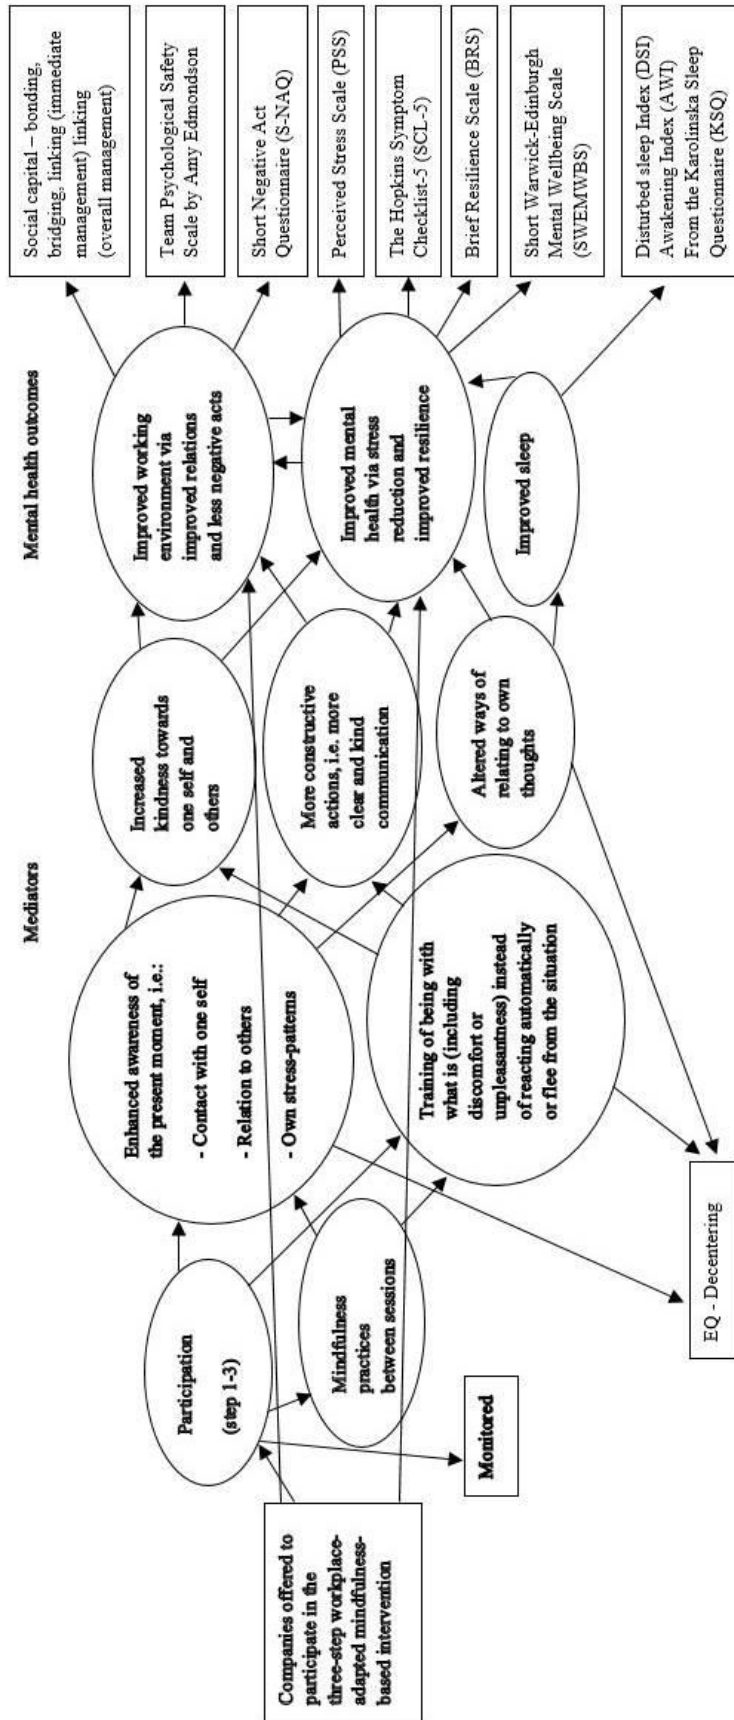 Mediators
Mental health outcomes
Companies offered to
participate in the
three-step workplace-
adapted mindfulness-
based intervention
Participation
(step 1-3)
Mindfulness
practices
between sessions
Monitored
Enhanced awareness of
the present moment, i.e.:
- Contact with one self
- Relation to others
- Own stress-patterns
Training of being with
what is (including
discomfort or
unpleasantness) instead
of reacting automatically
or flee from the situation
EQ - Decentering
Increased
kindness towards
one self and
others
More constructive
actions, i.e. more
clear and kind
communication
Altered ways of
relating to own
thoughts
Improved working
environment via
improved relations
and less negative acts
Improved mental
health via stress
reduction and
improved resilience
Improved sleep
Social capital – bonding,
bridging, linking (immediate
management) linking
(overall management)
Team Psychological Safety
Scale by Amy Edmondson
Short Negative Act
Questionnaire (S-NAQ)
Perceived Stress Scale (PSS)
The Hopkins Symptom
Checklist-5 (SCL-5)
Brief Resilience Scale (BRS)
Short Warwick-Edinburgh
Mental Wellbeing Scale
(SWEMWBS)
Disturbed sleep Index (DSI)
Awakening Index (AWI)
From the Karolinska Sleep
Questionnaire (KSQ)